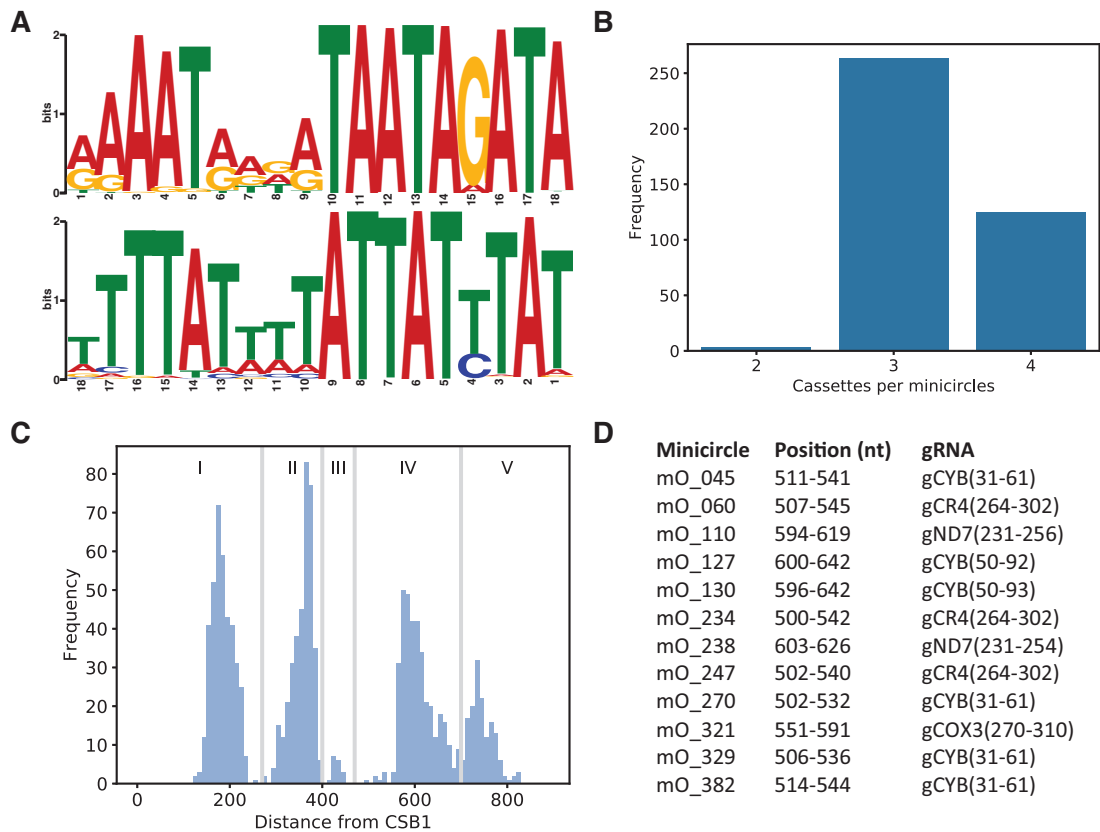 A
bits
2
1
0
AAAATAAGATAATAGATA
1 2 3 4 5 6 7 8 9 10 11 12 13 14 15 16 17 18
bits
2
1
0
TTTTATTTTATTATTTAT
18 17 16 15 14 13 12 11 10 9 8 7 6 5 4 3 2 1
B
Frequency
250
200
150
100
50
0
2 3 4
Cassettes per minicircles
C
Frequency
80
70
60
50
40
30
20
10
0
I II III IV V
0 200 400 600 800
Distance from CSB1
D
Minicircle Position (nt) gRNA
mO_045 511-541 gCYB(31-61)
mO_060 507-545 gCR4(264-302)
mO_110 594-619 gND7(231-256)
mO_127 600-642 gCYB(50-92)
mO_130 596-642 gCYB(50-93)
mO_234 500-542 gCR4(264-302)
mO_238 603-626 gND7(231-254)
mO_247 502-540 gCR4(264-302)
mO_270 502-532 gCYB(31-61)
mO_321 551-591 gCOX3(270-310)
mO_329 506-536 gCYB(31-61)
mO_382 514-544 gCYB(31-61)